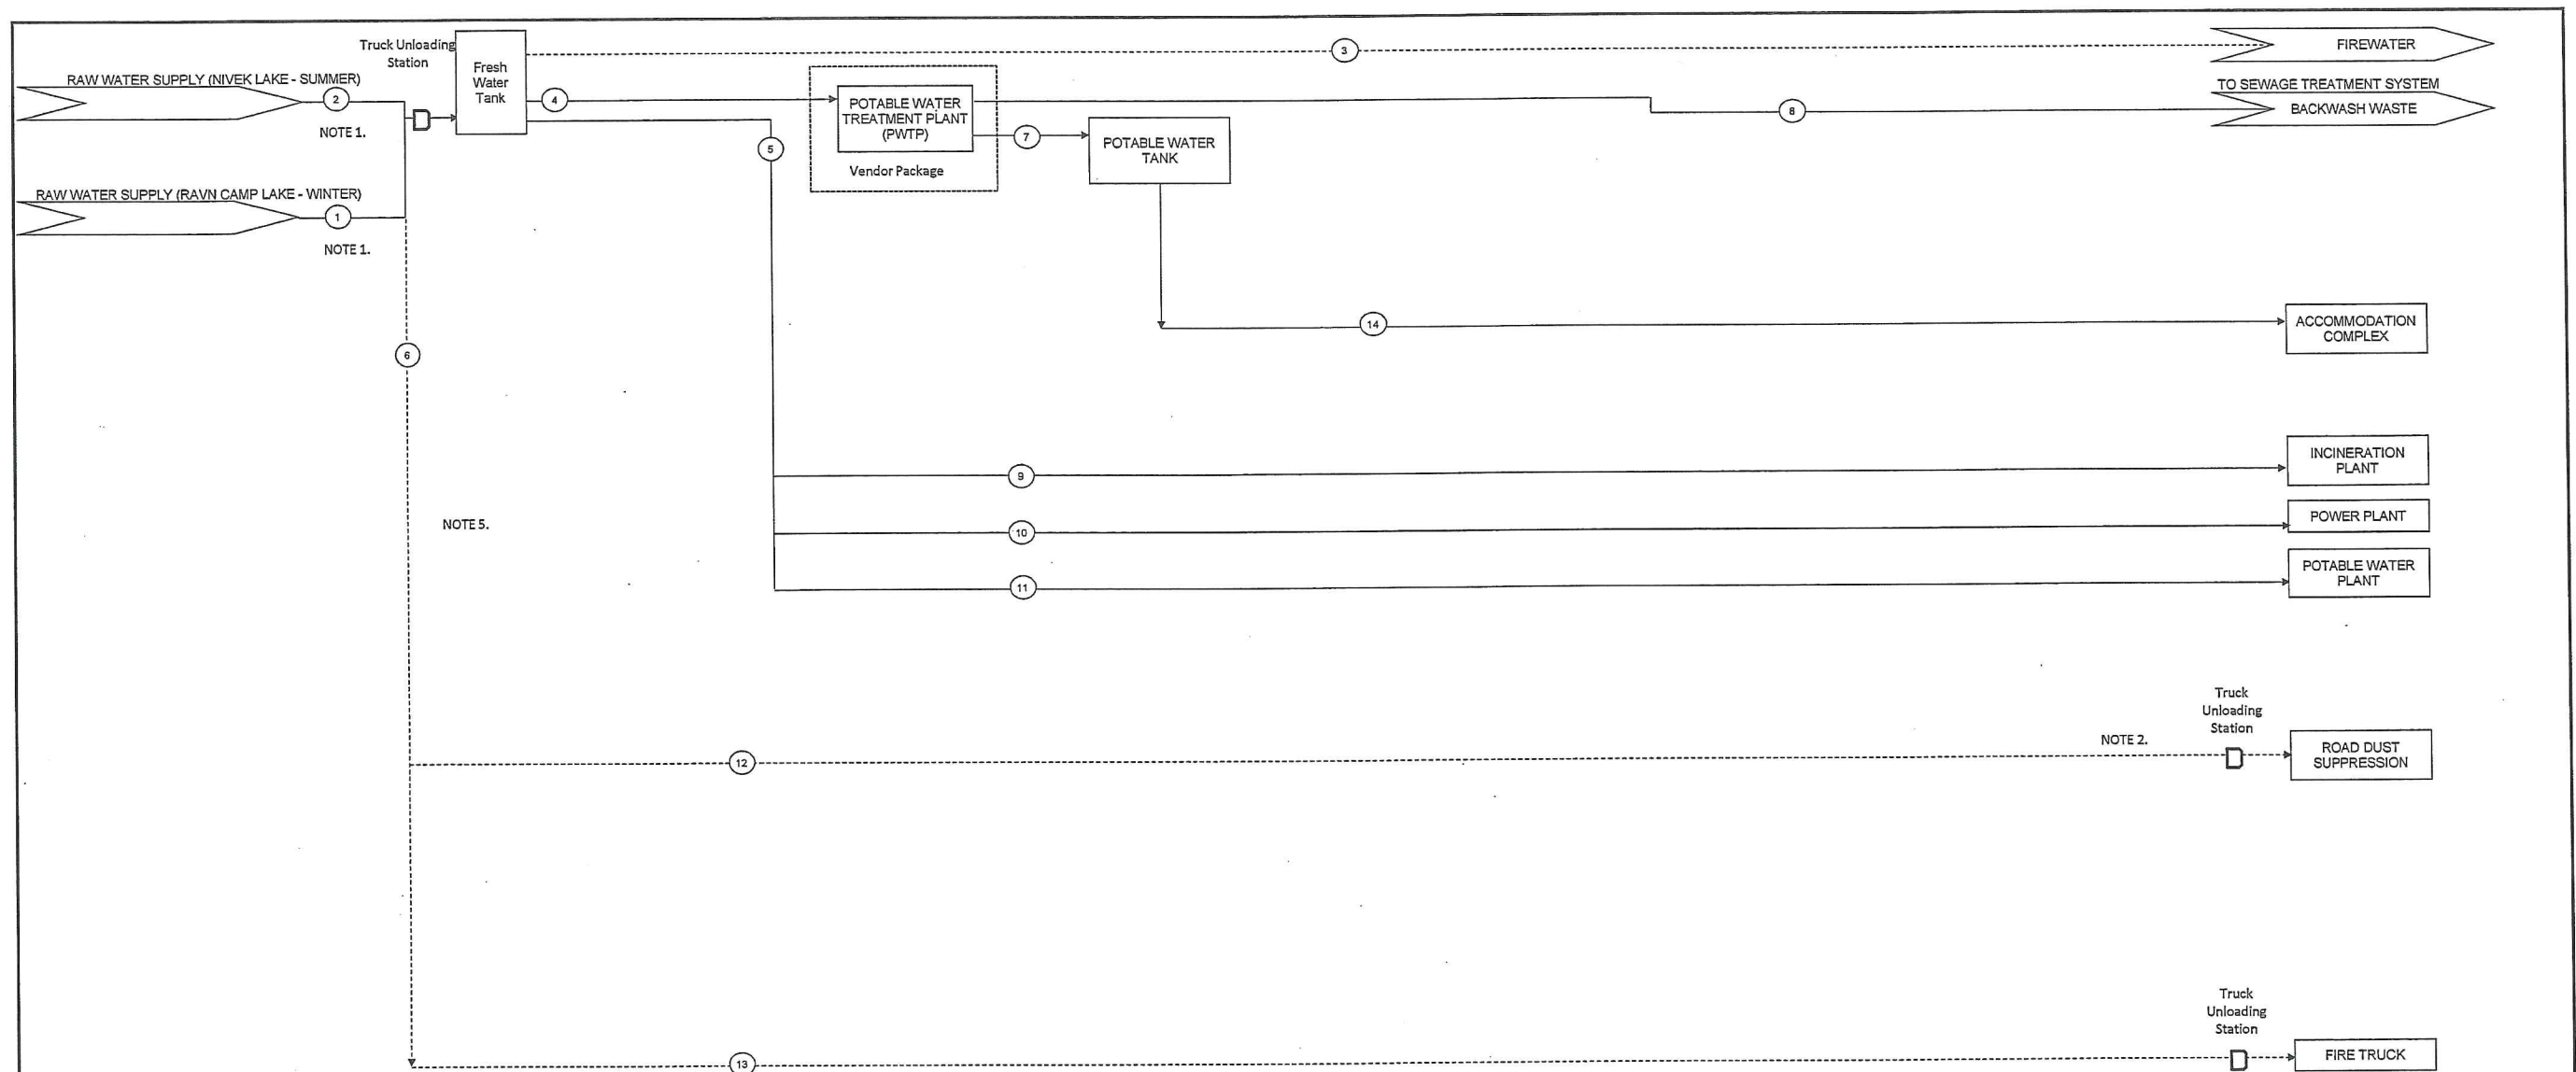 Truck Unloading
Station
Fresh
Water
Tank
3
FIREWATER
RAW WATER SUPPLY (NIVEK LAKE - SUMMER)
2
NOTE 1.
4
POTABLE WATER
TREATMENT PLANT
(PWTP)
Vendor Package
TO SEWAGE TREATMENT SYSTEM
BACKWASH WASTE
8
7
5
POTABLE WATER
TANK
RAW WATER SUPPLY (RAVN CAMP LAKE - WINTER)
1
NOTE 1.
14
ACCOMMODATION
COMPLEX
6
INCINERATION
PLANT
9
NOTE 5.
10
POWER PLANT
11
POTABLE WATER
PLANT
Truck
Unloading
Station
NOTE 2.
12
ROAD DUST
SUPPRESSION
Truck
Unloading
Station
13
FIRE TRUCK